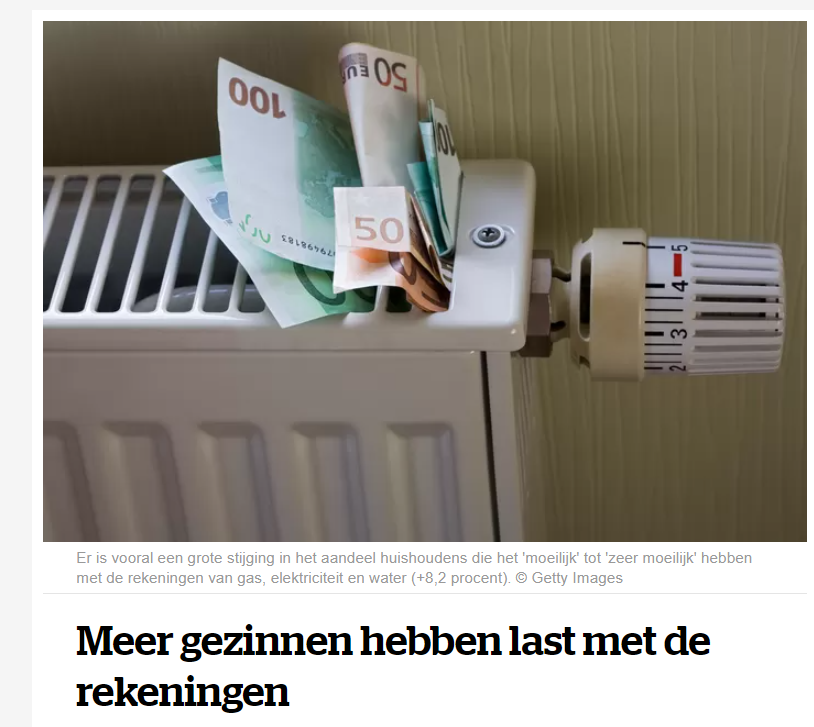 100
50 EURO
10
50
5
4
3
2
Er is vooral een grote stijging in het aandeel huishoudens die het 'moeilijk' tot 'zeer moeilijk' hebben
met de rekeningen van gas, elektriciteit en water (+8,2 procent). © Getty Images
Meer gezinnen hebben last met de
rekeningen